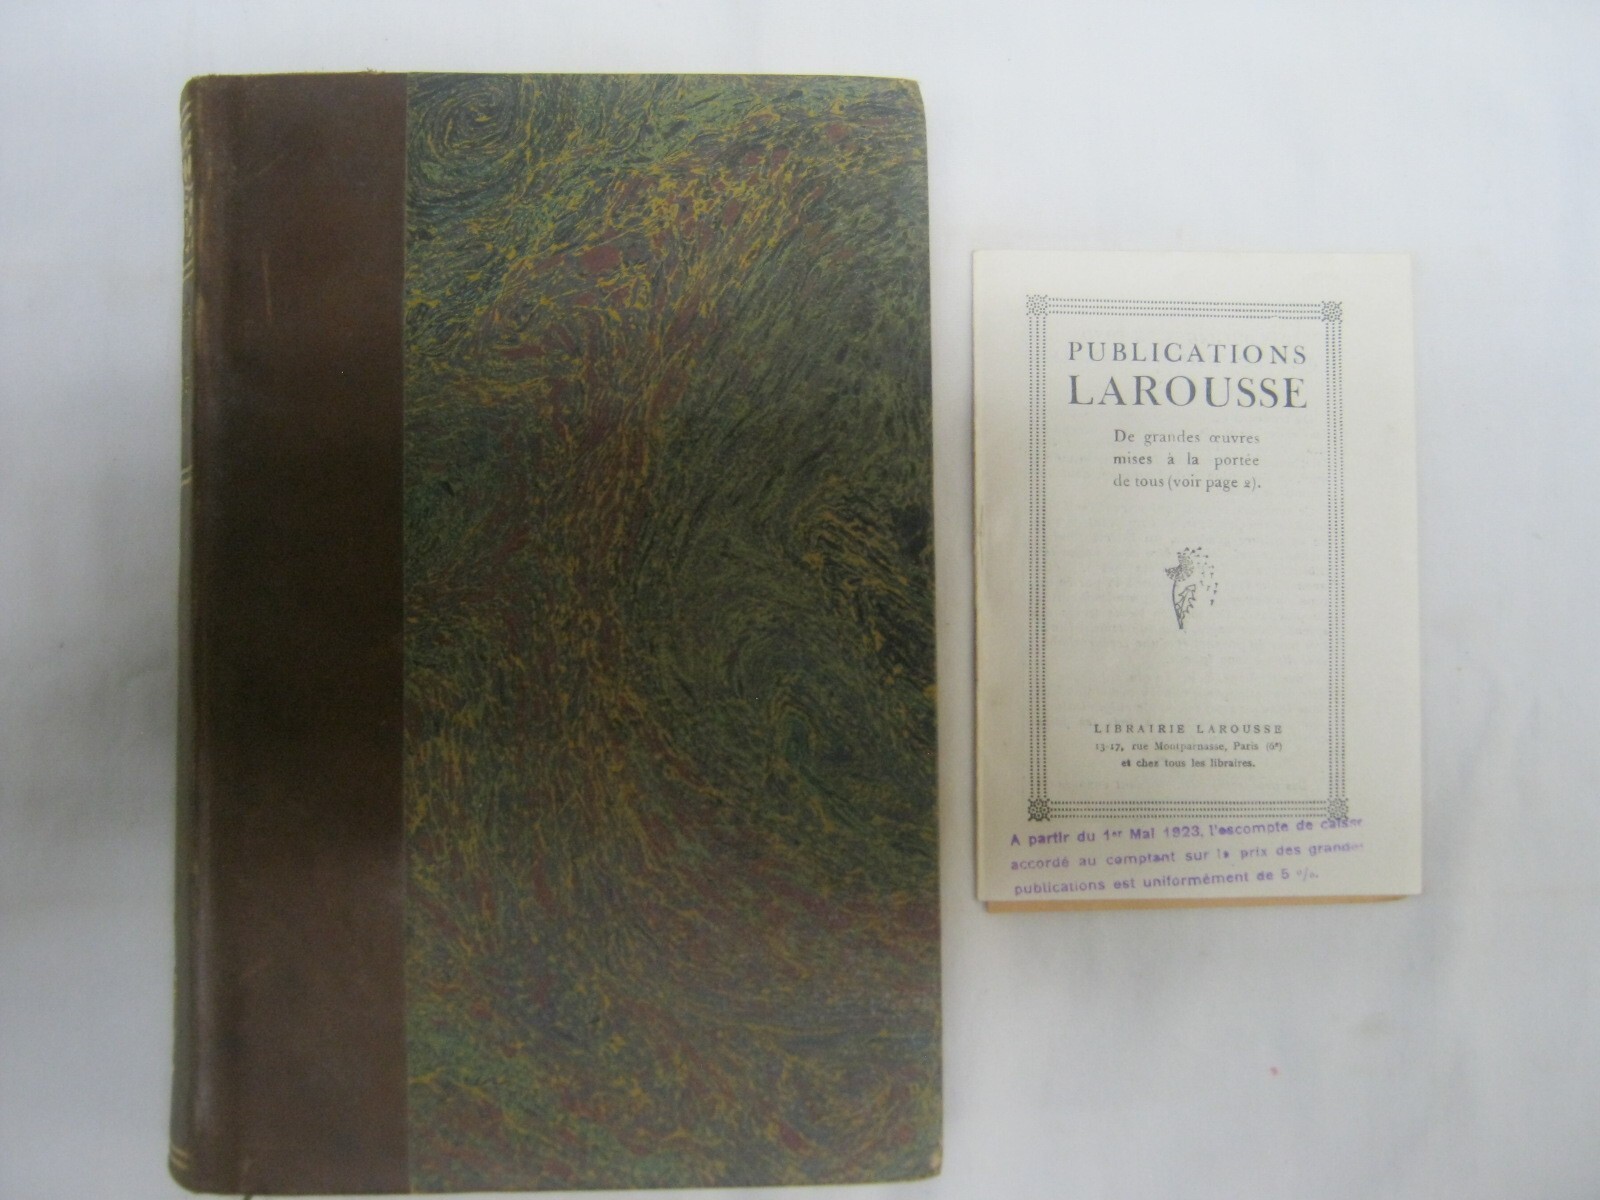 PUBLICATIONS
LAROUSSE
De grandes œuvres
mises à la portée
de tous (voir page 2).
LIBRAIRIE LAROUSSE
13-17, rue Montparnasse, Paris (6e)
et chez tous les libraires.
A partir du 1er Mai 1923, l'escompte de caisse
accordé au comptant sur le prix des grandes
publications est uniformément de 5 %.